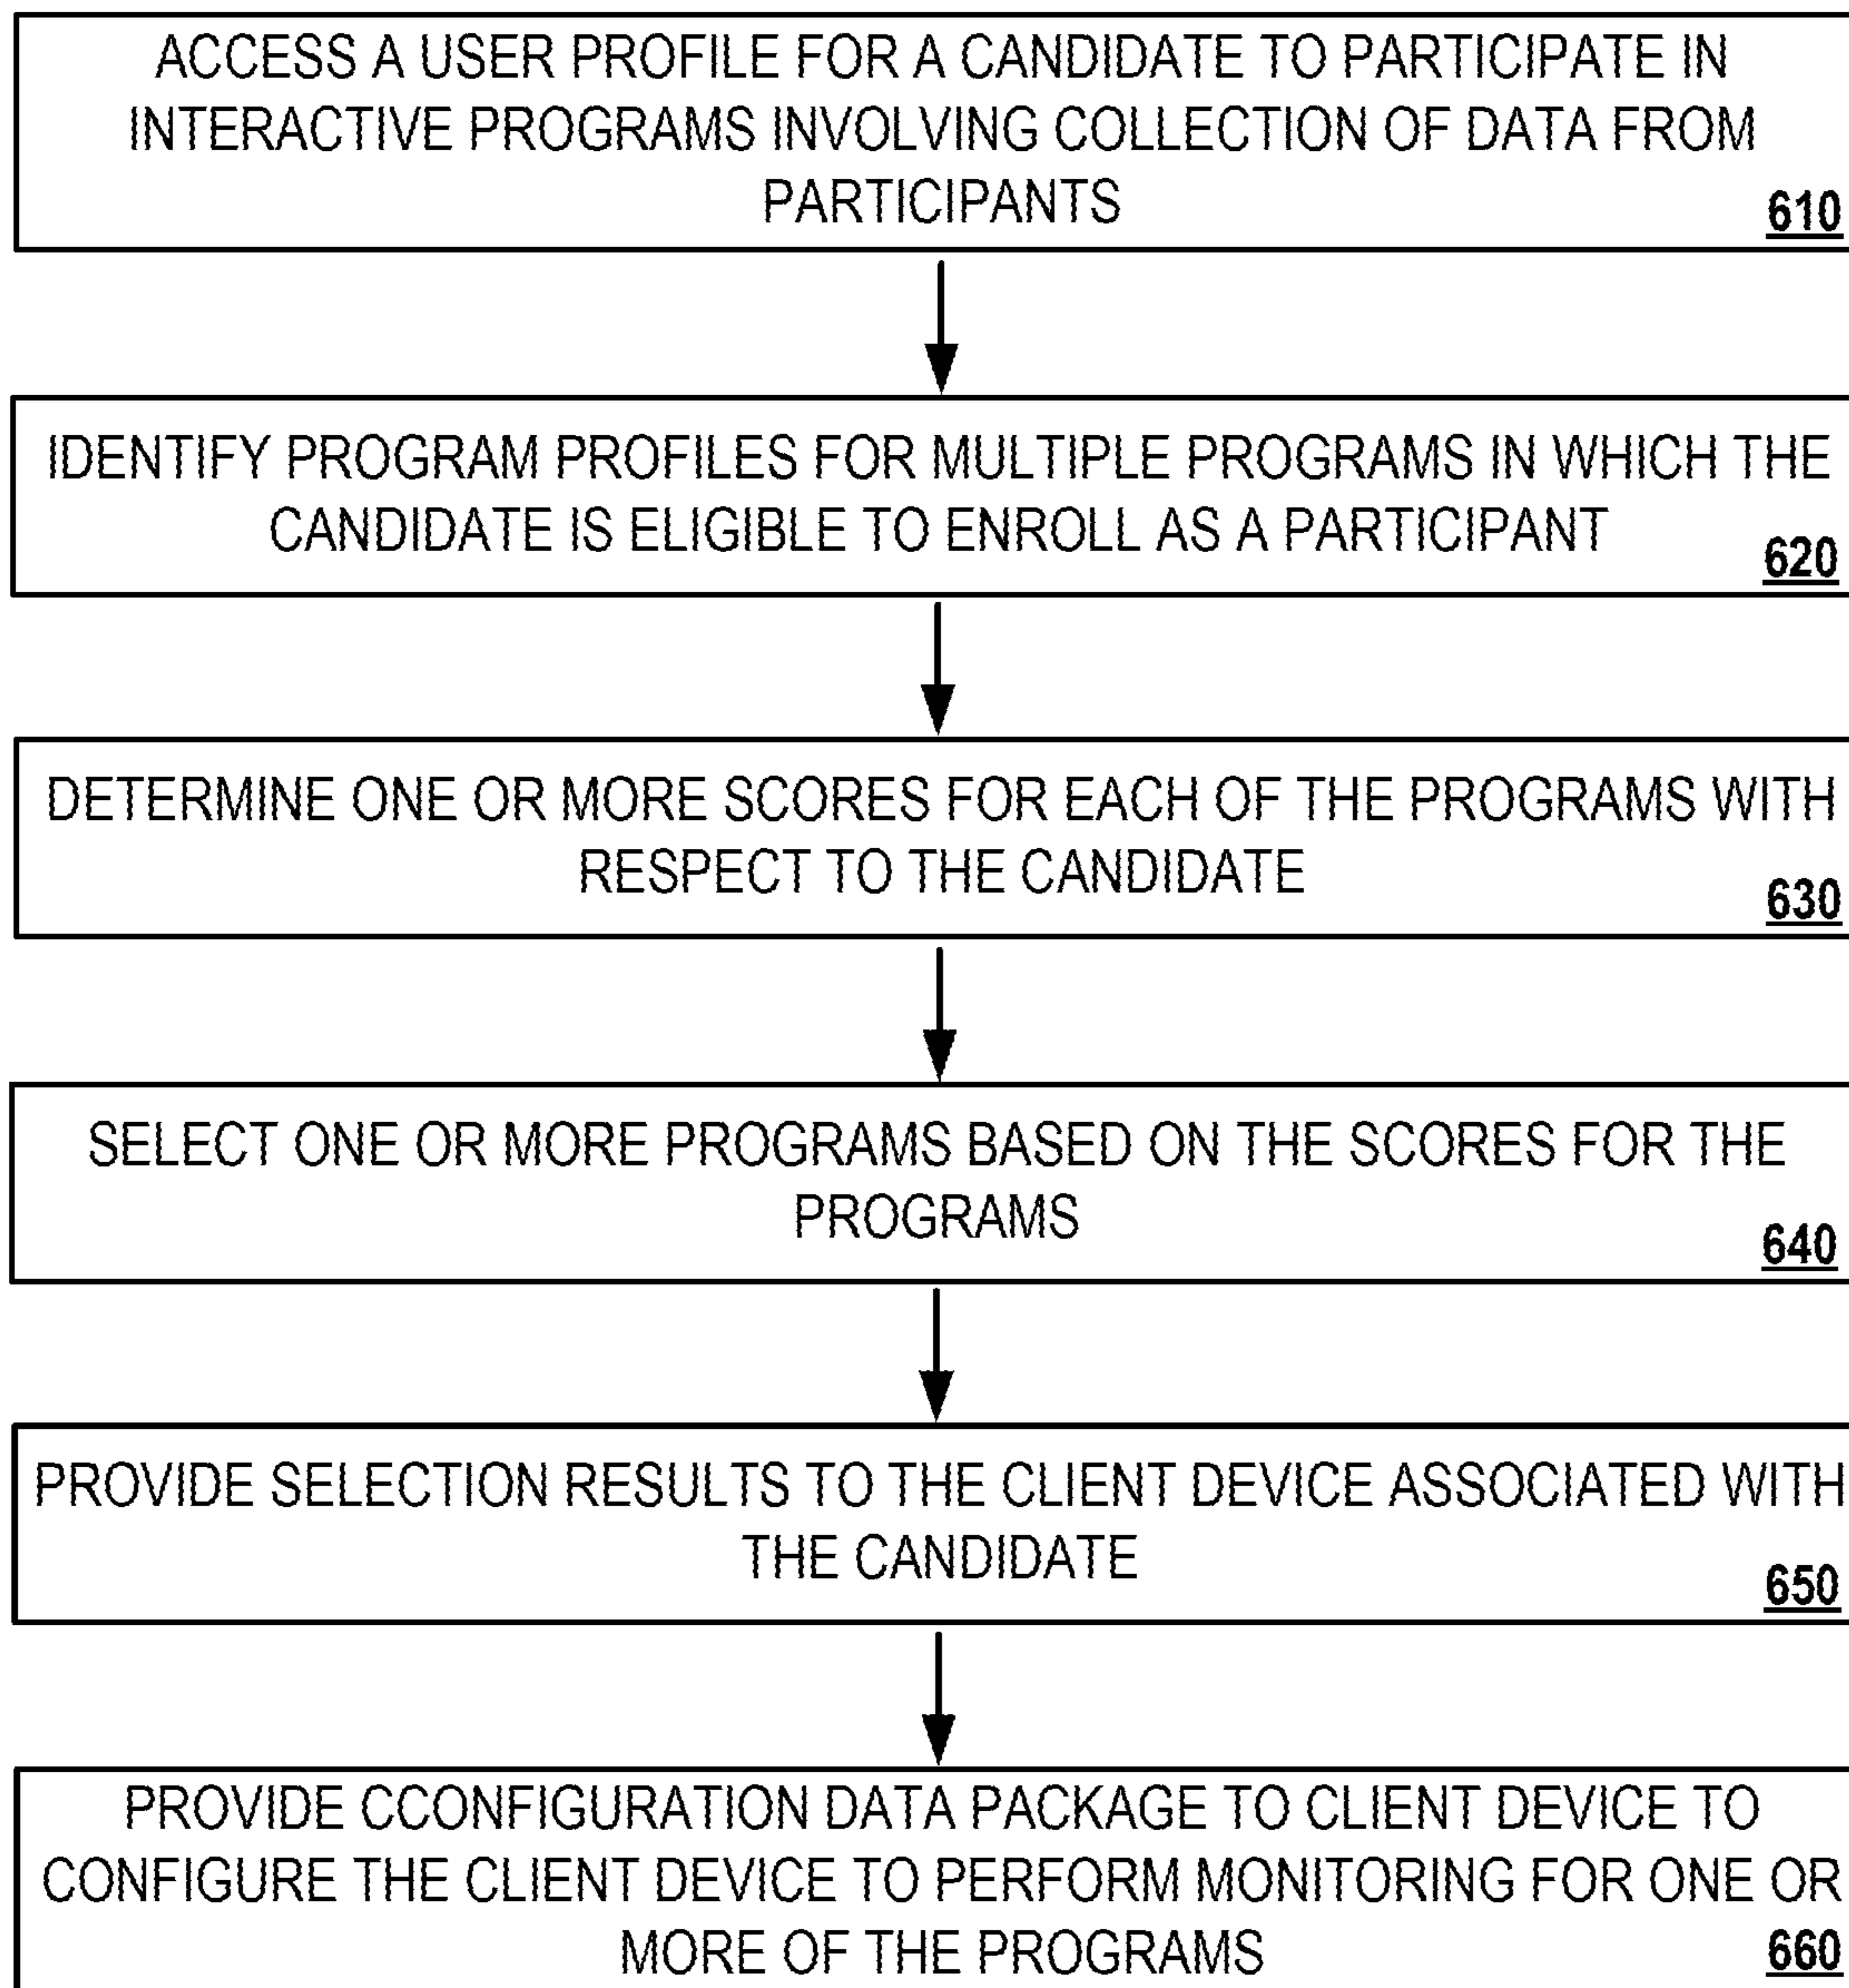 ACCESS A USER PROFILE FOR A CANDIDATE TO PARTICIPATE IN
INTERACTIVE PROGRAMS INVOLVING COLLECTION OF DATA FROM
PARTICIPANTS
610
IDENTIFY PROGRAM PROFILES FOR MULTIPLE PROGRAMS IN WHICH THE
CANDIDATE IS ELIGIBLE TO ENROLL AS A PARTICIPANT
620
DETERMINE ONE OR MORE SCORES FOR EACH OF THE PROGRAMS WITH
RESPECT TO THE CANDIDATE
630
SELECT ONE OR MORE PROGRAMS BASED ON THE SCORES FOR THE
PROGRAMS
640
PROVIDE SELECTION RESULTS TO THE CLIENT DEVICE ASSOCIATED WITH
THE CANDIDATE
650
PROVIDE CCONFIGURATION DATA PACKAGE TO CLIENT DEVICE TO
CONFIGURE THE CLIENT DEVICE TO PERFORM MONITORING FOR ONE OR
MORE OF THE PROGRAMS
660